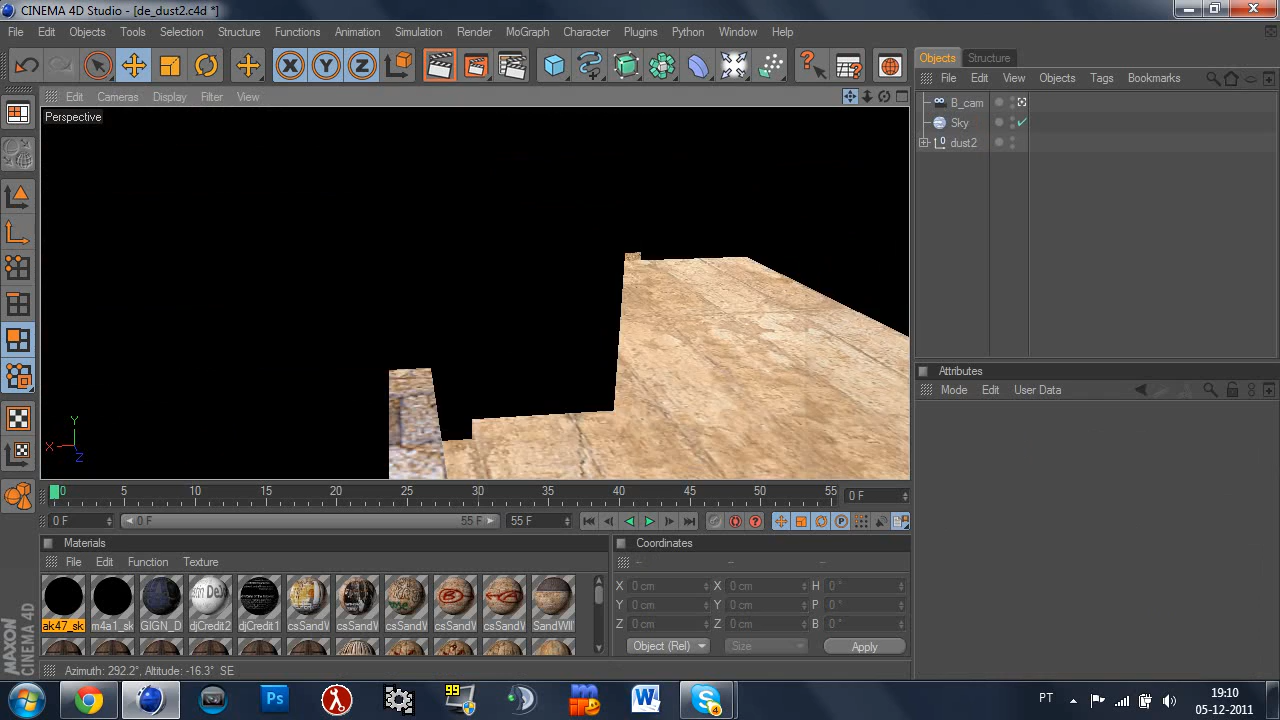 CINEMA 4D Studio - [de_dust2.c4d *]
File Edit Objects Tools Selection Structure Functions Animation Simulation Render MoGraph Character Plugins Python Window Help
Objects Structure
File Edit View Objects Tags Bookmarks
Edit Cameras Display Filter View
Perspective
B_cam
Sky
dust2
Attributes
Mode Edit User Data
Y
X
Z
0 5 10 15 20 25 30 35 40 45 50 55
0 F
0 F 0 F 55 F 55 F
Materials
File Edit Function Texture
ak47_sk m4a1_sk GIGN_D djCredit2 djCredit1 csSandV csSandV csSandV csSandV csSandV SandWll
Coordinates
-- -- --
X 0 cm X 0 cm H 0 °
Y 0 cm Y 0 cm P 0 °
Z 0 cm Z 0 cm B 0 °
Object (Rel) Size Apply
MAXON
CINEMA 4D
Azimuth: 292.2°, Altitude: -16.3° SE
Ps
99
W
4
PT
19:10
05-12-2011